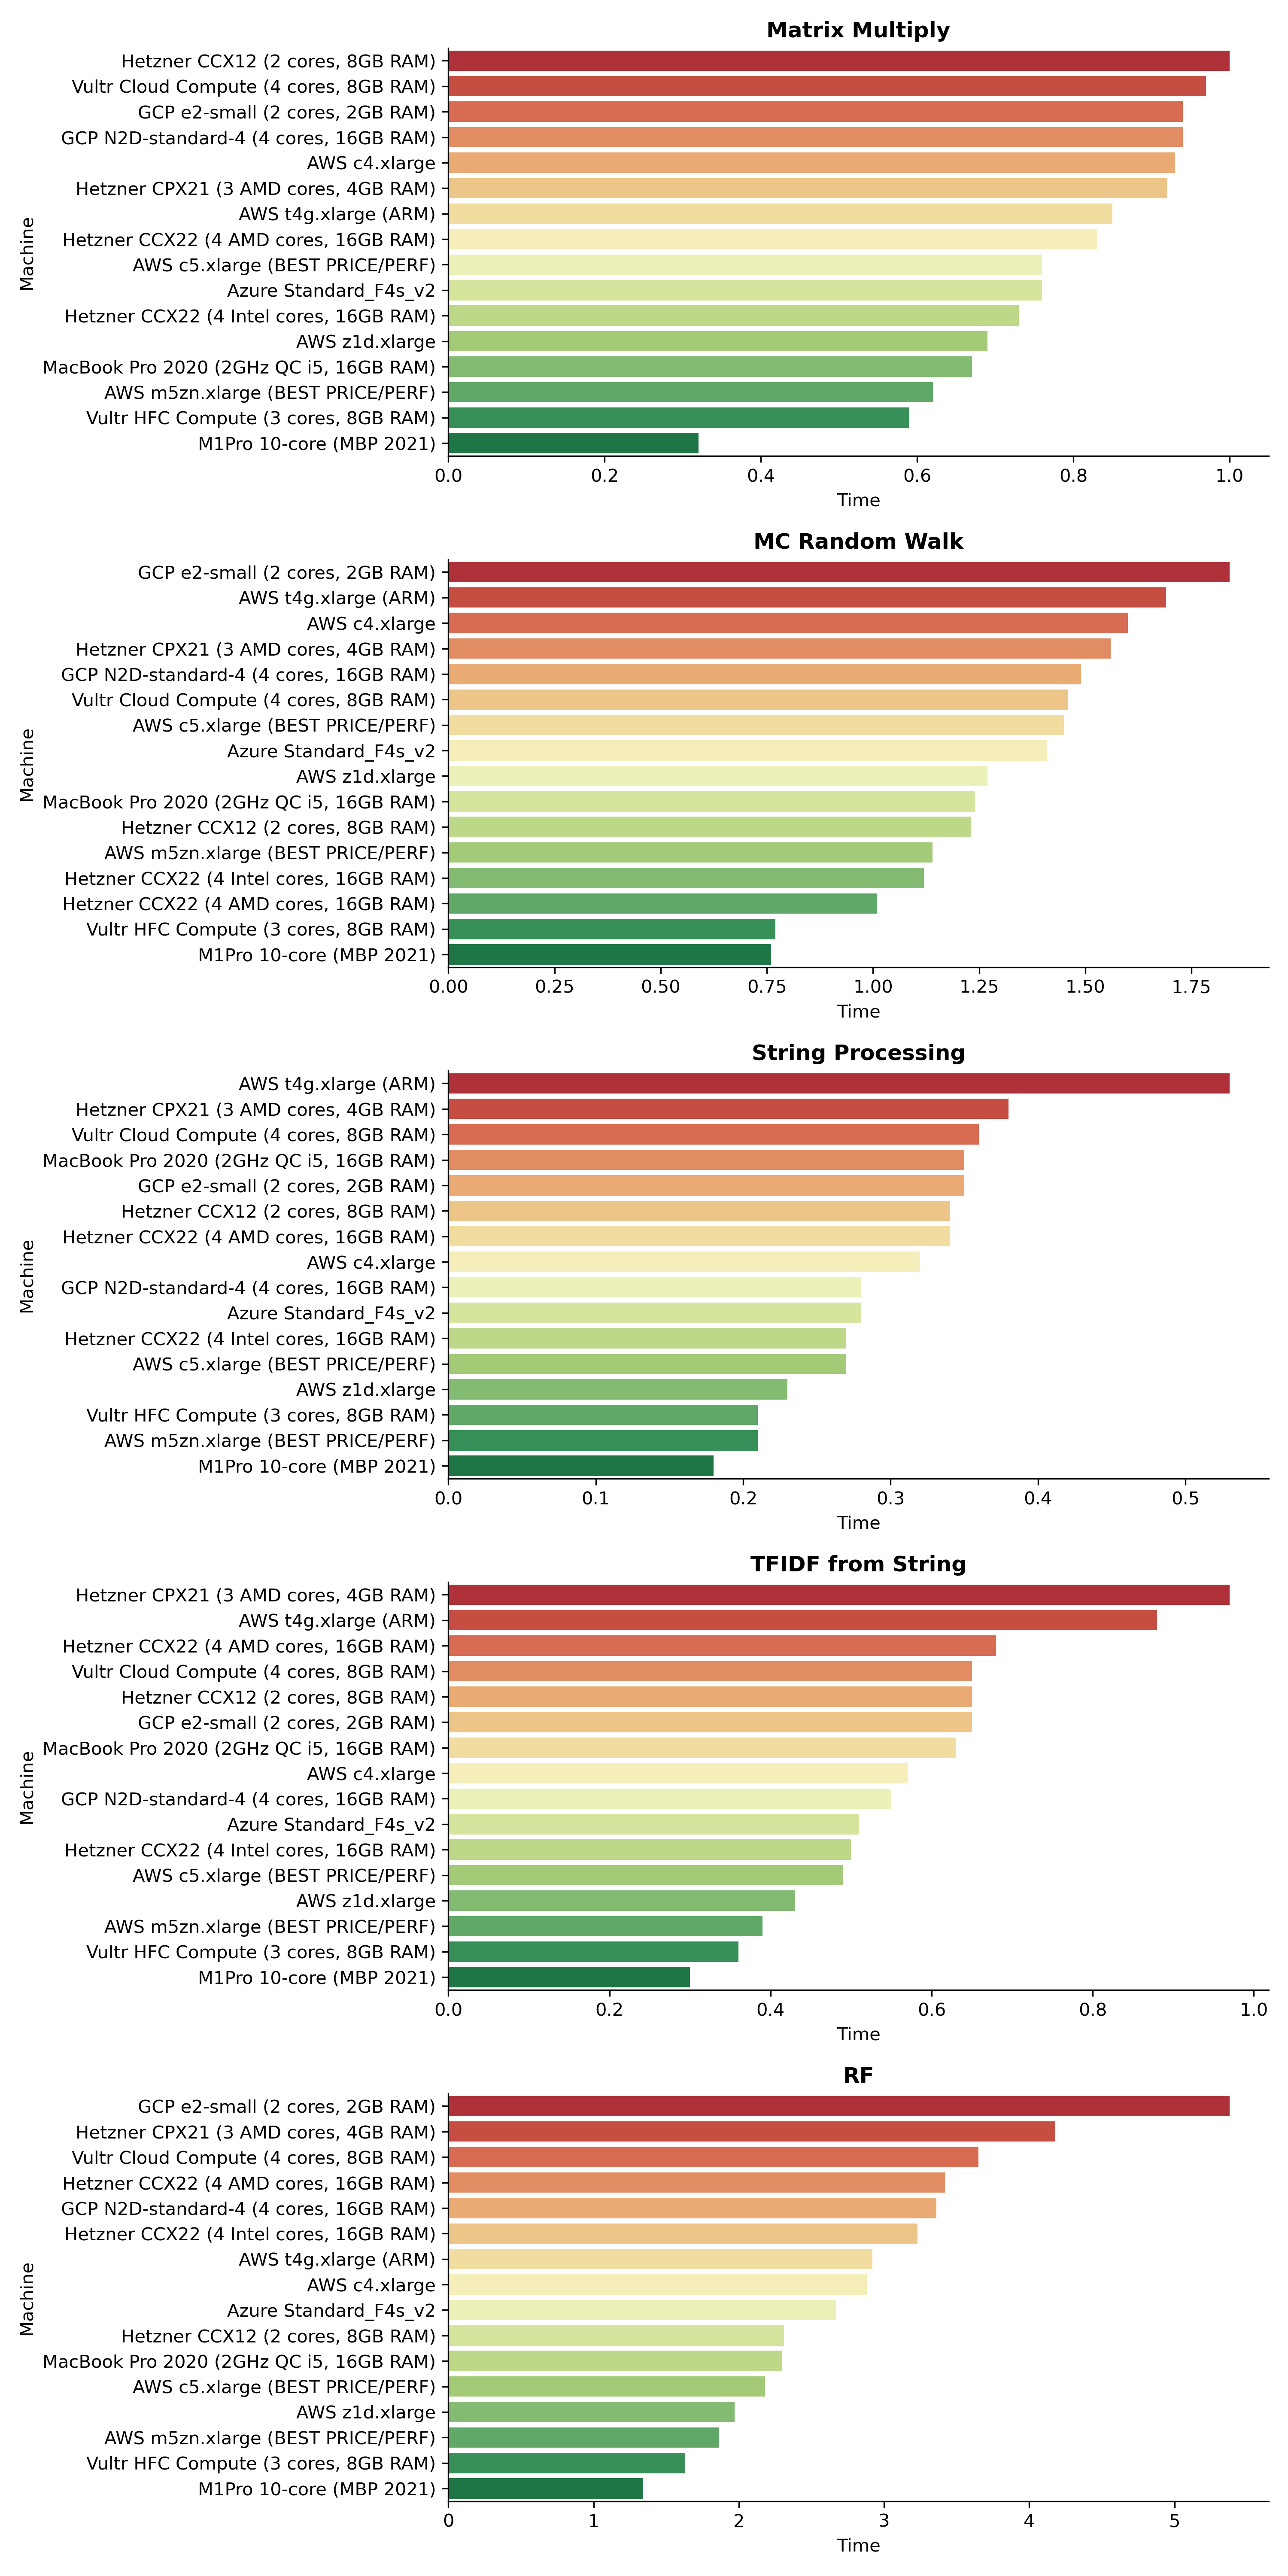 Matrix Multiply
Machine
Hetzner CCX12 (2 cores, 8GB RAM)
Vultr Cloud Compute (4 cores, 8GB RAM)
GCP e2-small (2 cores, 2GB RAM)
GCP N2D-standard-4 (4 cores, 16GB RAM)
AWS c4.xlarge
Hetzner CPX21 (3 AMD cores, 4GB RAM)
AWS t4g.xlarge (ARM)
Hetzner CCX22 (4 AMD cores, 16GB RAM)
AWS c5.xlarge (BEST PRICE/PERF)
Azure Standard_F4s_v2
Hetzner CCX22 (4 Intel cores, 16GB RAM)
AWS z1d.xlarge
MacBook Pro 2020 (2GHz QC i5, 16GB RAM)
AWS m5zn.xlarge (BEST PRICE/PERF)
Vultr HFC Compute (3 cores, 8GB RAM)
M1Pro 10-core (MBP 2021)
0.0 0.2 0.4 0.6 0.8 1.0
Time
MC Random Walk
Machine
GCP e2-small (2 cores, 2GB RAM)
AWS t4g.xlarge (ARM)
AWS c4.xlarge
Hetzner CPX21 (3 AMD cores, 4GB RAM)
GCP N2D-standard-4 (4 cores, 16GB RAM)
Vultr Cloud Compute (4 cores, 8GB RAM)
AWS c5.xlarge (BEST PRICE/PERF)
Azure Standard_F4s_v2
AWS z1d.xlarge
MacBook Pro 2020 (2GHz QC i5, 16GB RAM)
Hetzner CCX12 (2 cores, 8GB RAM)
AWS m5zn.xlarge (BEST PRICE/PERF)
Hetzner CCX22 (4 Intel cores, 16GB RAM)
Hetzner CCX22 (4 AMD cores, 16GB RAM)
Vultr HFC Compute (3 cores, 8GB RAM)
M1Pro 10-core (MBP 2021)
0.00 0.25 0.50 0.75 1.00 1.25 1.50 1.75
Time
String Processing
Machine
AWS t4g.xlarge (ARM)
Hetzner CPX21 (3 AMD cores, 4GB RAM)
Vultr Cloud Compute (4 cores, 8GB RAM)
MacBook Pro 2020 (2GHz QC i5, 16GB RAM)
GCP e2-small (2 cores, 2GB RAM)
Hetzner CCX12 (2 cores, 8GB RAM)
Hetzner CCX22 (4 AMD cores, 16GB RAM)
AWS c4.xlarge
GCP N2D-standard-4 (4 cores, 16GB RAM)
Azure Standard_F4s_v2
Hetzner CCX22 (4 Intel cores, 16GB RAM)
AWS c5.xlarge (BEST PRICE/PERF)
AWS z1d.xlarge
Vultr HFC Compute (3 cores, 8GB RAM)
AWS m5zn.xlarge (BEST PRICE/PERF)
M1Pro 10-core (MBP 2021)
0.0 0.1 0.2 0.3 0.4 0.5
Time
TFIDF from String
Machine
Hetzner CPX21 (3 AMD cores, 4GB RAM)
AWS t4g.xlarge (ARM)
Hetzner CCX22 (4 AMD cores, 16GB RAM)
Vultr Cloud Compute (4 cores, 8GB RAM)
Hetzner CCX12 (2 cores, 8GB RAM)
GCP e2-small (2 cores, 2GB RAM)
MacBook Pro 2020 (2GHz QC i5, 16GB RAM)
AWS c4.xlarge
GCP N2D-standard-4 (4 cores, 16GB RAM)
Azure Standard_F4s_v2
Hetzner CCX22 (4 Intel cores, 16GB RAM)
AWS c5.xlarge (BEST PRICE/PERF)
AWS z1d.xlarge
AWS m5zn.xlarge (BEST PRICE/PERF)
Vultr HFC Compute (3 cores, 8GB RAM)
M1Pro 10-core (MBP 2021)
0.0 0.2 0.4 0.6 0.8 1.0
Time
RF
Machine
GCP e2-small (2 cores, 2GB RAM)
Hetzner CPX21 (3 AMD cores, 4GB RAM)
Vultr Cloud Compute (4 cores, 8GB RAM)
Hetzner CCX22 (4 AMD cores, 16GB RAM)
GCP N2D-standard-4 (4 cores, 16GB RAM)
Hetzner CCX22 (4 Intel cores, 16GB RAM)
AWS t4g.xlarge (ARM)
AWS c4.xlarge
Azure Standard_F4s_v2
Hetzner CCX12 (2 cores, 8GB RAM)
MacBook Pro 2020 (2GHz QC i5, 16GB RAM)
AWS c5.xlarge (BEST PRICE/PERF)
AWS z1d.xlarge
AWS m5zn.xlarge (BEST PRICE/PERF)
Vultr HFC Compute (3 cores, 8GB RAM)
M1Pro 10-core (MBP 2021)
0 1 2 3 4 5
Time